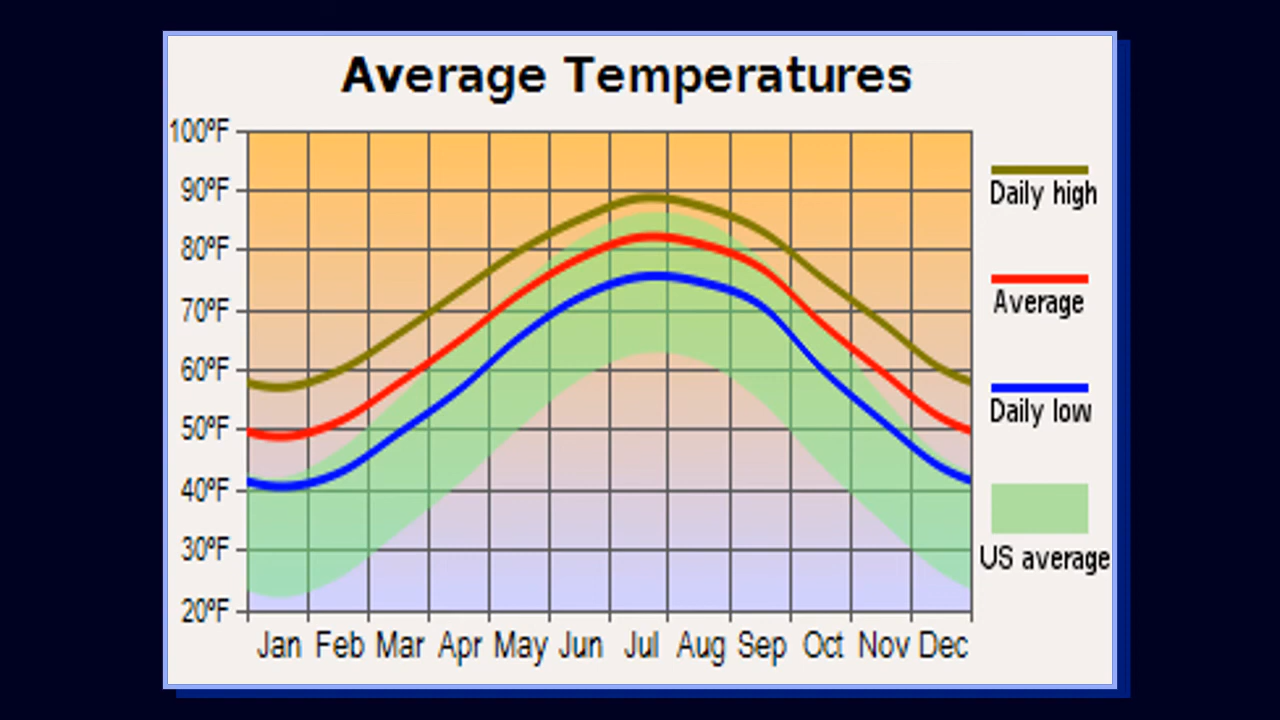 Average Temperatures
100ºF
90ºF
80ºF
70ºF
60ºF
50ºF
40ºF
30ºF
20ºF
Jan Feb Mar Apr May Jun Jul Aug Sep Oct Nov Dec
Daily high
Average
Daily low
US average